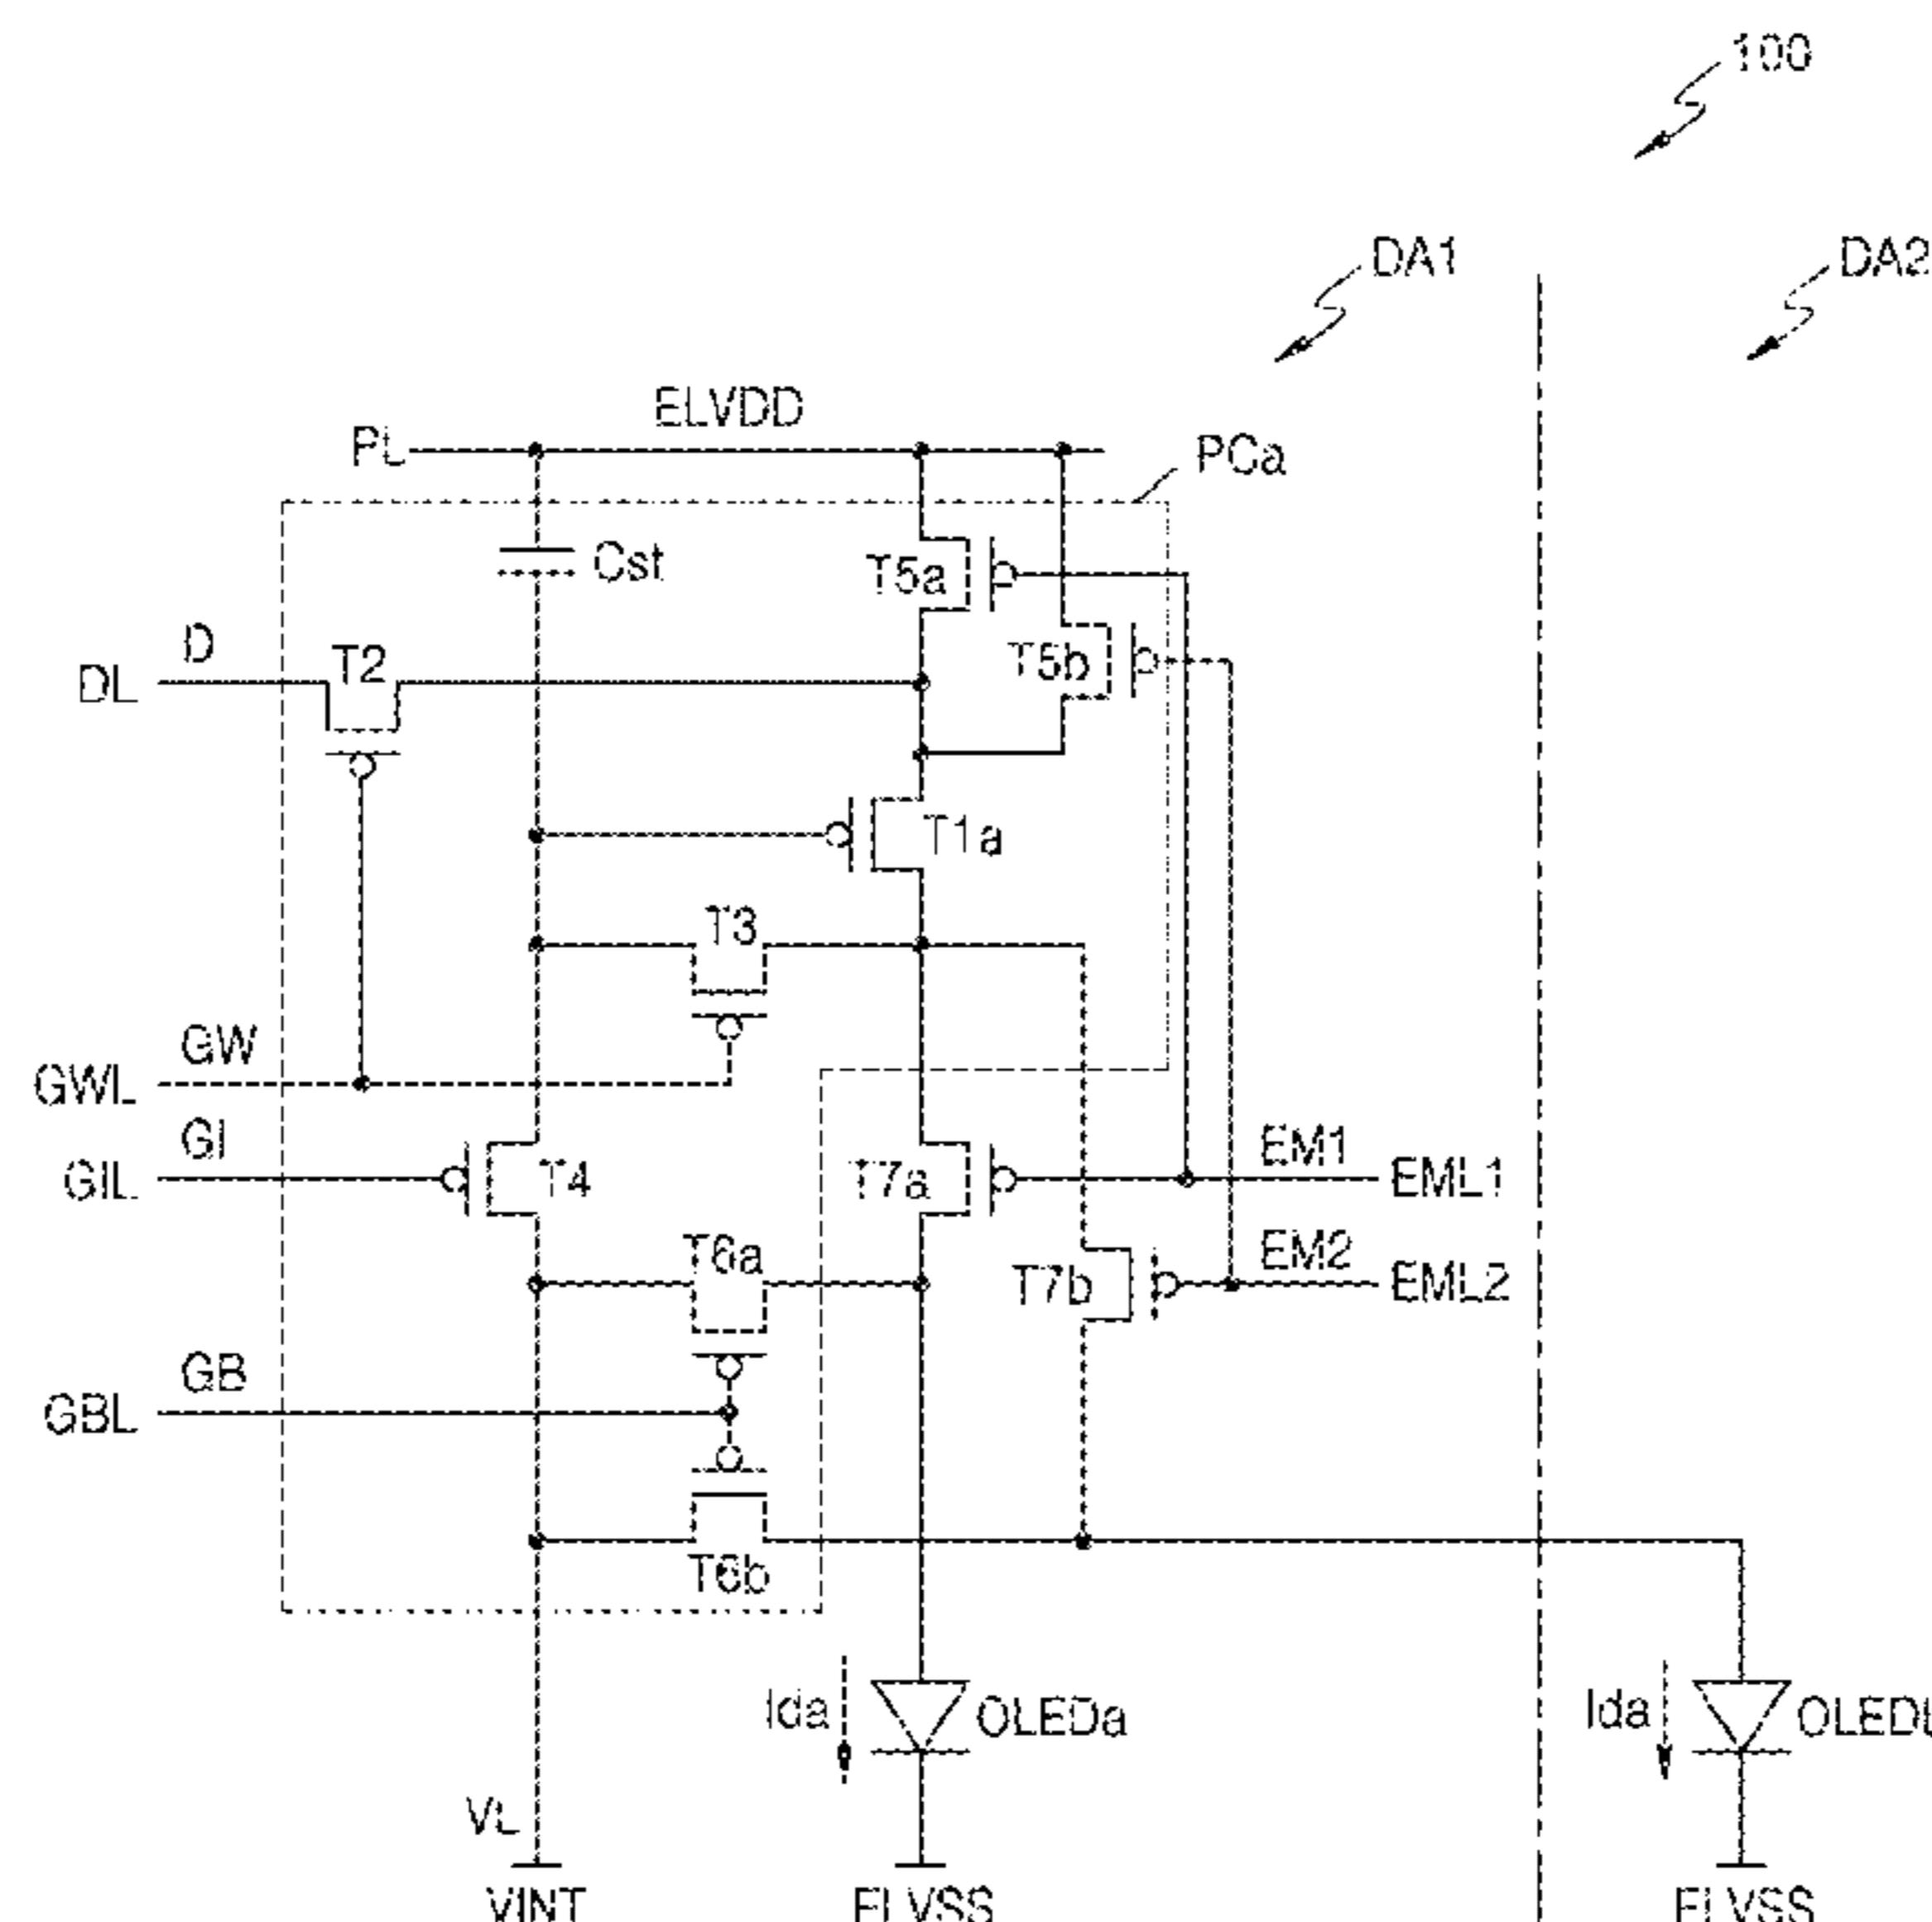 100
DA1
DA2
ELVDD
PL
PCa
Cst
T5a
D
T2
T5b
DL
T1a
T3
GW
GWL
GI
EM1
GIL
T4
T7a
EML1
T6a
EM2
T7b
EML2
GB
GBL
T6b
Ida
OLEDa
Ida
VL
VINT
ELVSS
ELVSS